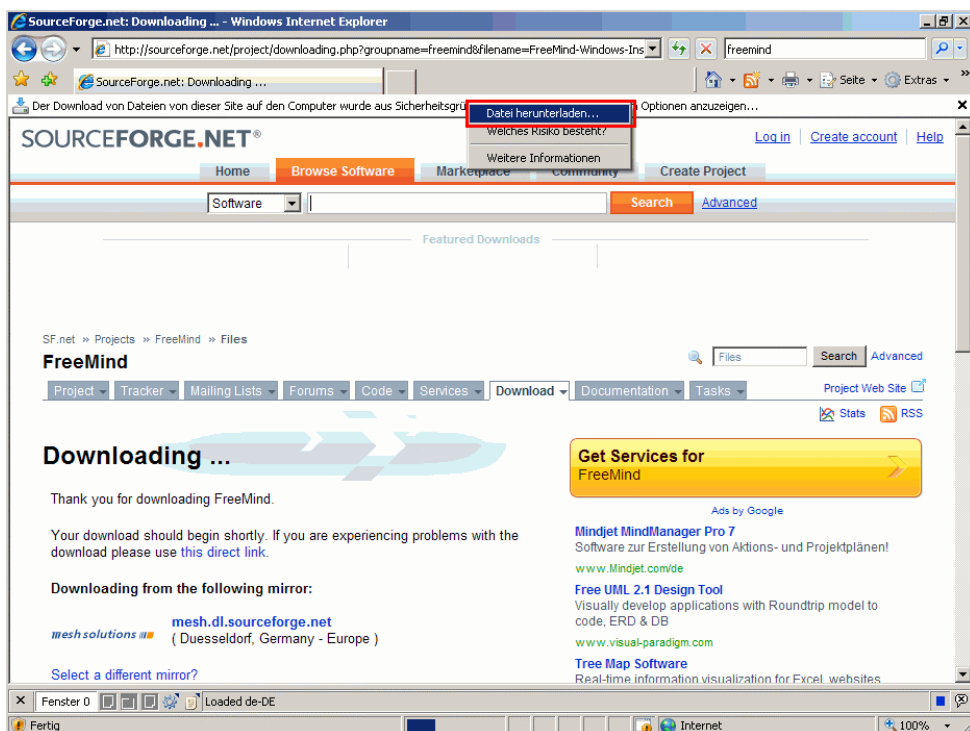 SourceForge.net: Downloading ... - Windows Internet Explorer
http://sourceforge.net/project/downloading.php?groupname=freemind&filename=FreeMind-Windows-Ins
freemind
SourceForge.net: Downloading ...
Seite
Extras
Der Download von Dateien von dieser Site auf den Computer wurde aus Sicherheitsgrü
Optionen anzuzeigen...
Datei herunterladen...
Welches Risiko besteht?
Weitere Informationen
SOURCEFORGE.NET®
Log in
Create account
Help
Home
Browse Software
Marketplace
Community
Create Project
Software
Search
Advanced
Featured Downloads
SF.net » Projects » FreeMind » Files
FreeMind
Files
Search
Advanced
Project
Tracker
Mailing Lists
Forums
Code
Services
Download
Documentation
Tasks
Project Web Site
Stats
RSS
Downloading ...
Thank you for downloading FreeMind.
Your download should begin shortly. If you are experiencing problems with the
download please use this direct link.
Downloading from the following mirror:
mesh solutions
mesh.dl.sourceforge.net
( Duesseldorf, Germany - Europe )
Select a different mirror?
Get Services for
FreeMind
Ads by Google
Mindjet MindManager Pro 7
Software zur Erstellung von Aktions- und Projektplänen!
www.Mindjet.com/de
Free UML 2.1 Design Tool
Visually develop applications with Roundtrip model to
code, ERD & DB
www.visual-paradigm.com
Tree Map Software
Real-time information visualization for Excel, websites
Fenster 0
Loaded de-DE
Fertig
Internet
100%